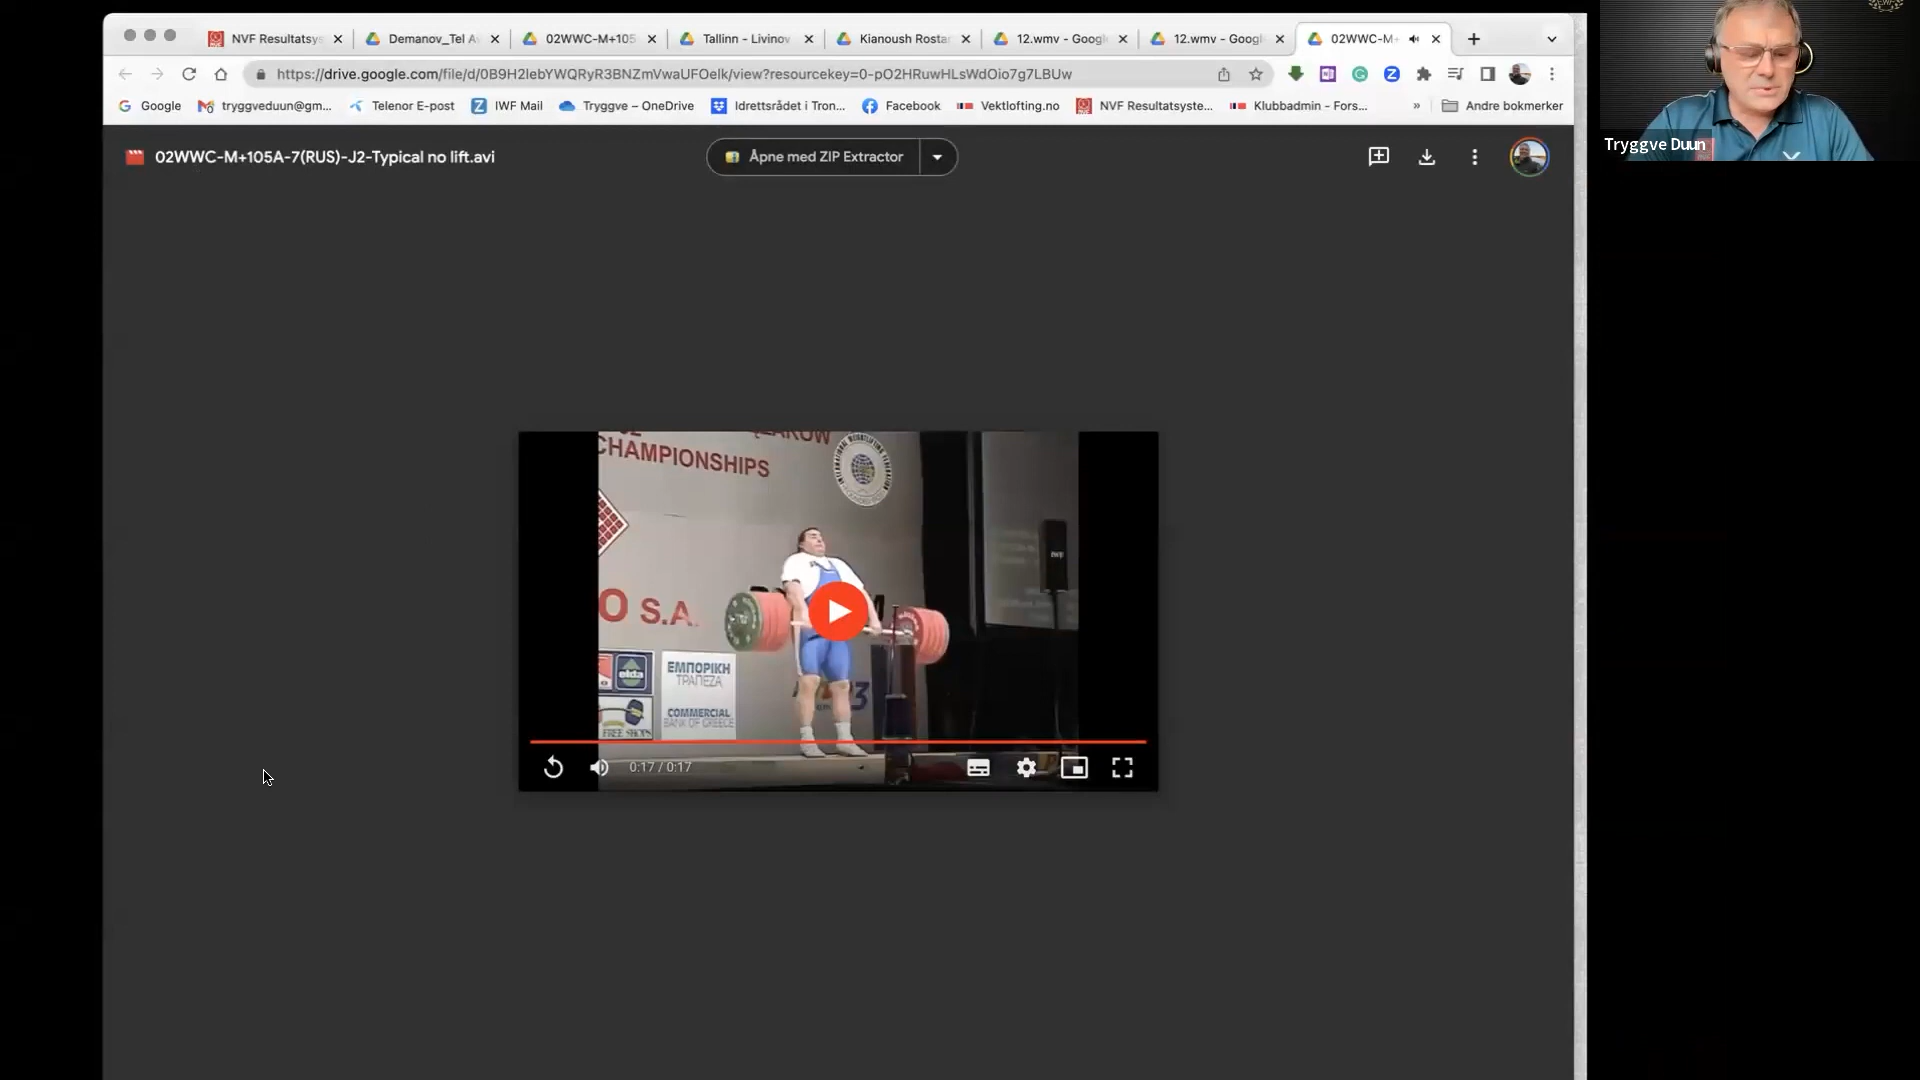 NVF Resultatsys
Demanov_Tel A
02WWC-M+105
Tallinn - Livinov
Kianoush Rostar
12.wmv - Googl
12.wmv - Googl
02WWC-M+
https://drive.google.com/file/d/0B9H2lebYWQRyR3BNZmVwaUFOelk/view?resourcekey=0-pO2HRuwHLsWdOio7g7LBUw
Google
tryggveduun@gm...
Telenor E-post
IWF Mail
Tryggve – OneDrive
Idrettsrådet i Tron...
Facebook
Vektlofting.no
NVF Resultatsyste...
Klubbadmin - Fors...
»
Andre bokmerker
Tryggve Duun
02WWC-M+105A-7(RUS)-J2-Typical no lift.avi
Åpne med ZIP Extractor
CHAMPIONSHIPS
O S.A.
elda
ΕΜΠΟΡΙΚΗ
ΤΡΑΠΕΖΑ
COMMERCIAL
BANK OF GREECE
FREE SHOPS
0:17 / 0:17